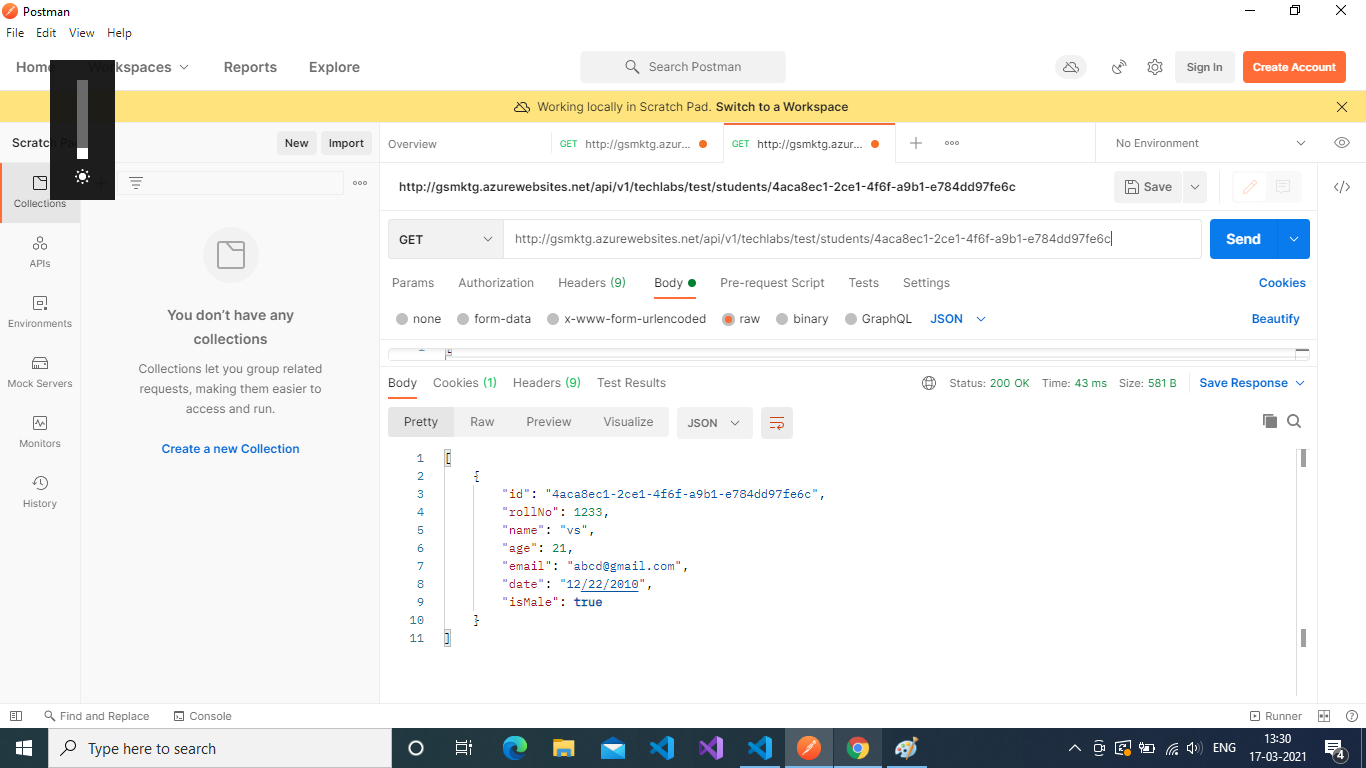 Postman
File Edit View Help
Home Workspaces Reports Explore Search Postman Sign In Create Account
Working locally in Scratch Pad. Switch to a Workspace
Scratch New Import Overview GET http://gsmktg.azur... GET http://gsmktg.azur... No Environment
http://gsmktg.azurewebsites.net/api/v1/techlabs/test/students/4aca8ec1-2ce1-4f6f-a9b1-e784dd97fe6c Save
Collections
APIs
Environments
Mock Servers
Monitors
History
You don't have any
collections
Collections let you group related
requests, making them easier to
access and run.
Create a new Collection
GET http://gsmktg.azurewebsites.net/api/v1/techlabs/test/students/4aca8ec1-2ce1-4f6f-a9b1-e784dd97fe6c Send
Params Authorization Headers (9) Body Pre-request Script Tests Settings Cookies
none form-data x-www-form-urlencoded raw binary GraphQL JSON Beautify
Body Cookies (1) Headers (9) Test Results Status: 200 OK Time: 43 ms Size: 581 B Save Response
Pretty Raw Preview Visualize JSON
1 [
2 {
3 "id": "4aca8ec1-2ce1-4f6f-a9b1-e784dd97fe6c",
4 "rollNo": 1233,
5 "name": "vs",
6 "age": 21,
7 "email": "abcd@gmail.com",
8 "date": "12/22/2010",
9 "isMale": true
10 }
11 ]
Find and Replace Console Runner
Type here to search ENG 13:30
17-03-2021 4